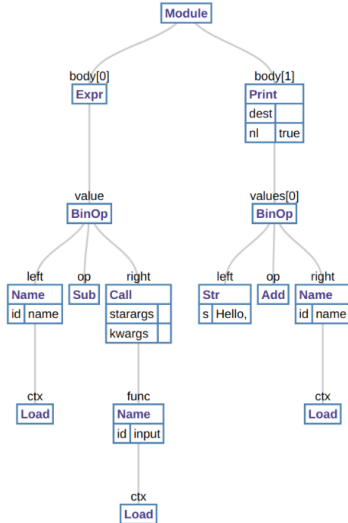 Module
body[0] body[1]
Expr Print
dest
nl true
value values[0]
BinOp BinOp
left op right left op right
Name Sub Call Str Add Name
id name starargs s Hello, id name
kwargs
ctx func ctx
Load Name Load
id input
ctx
Load